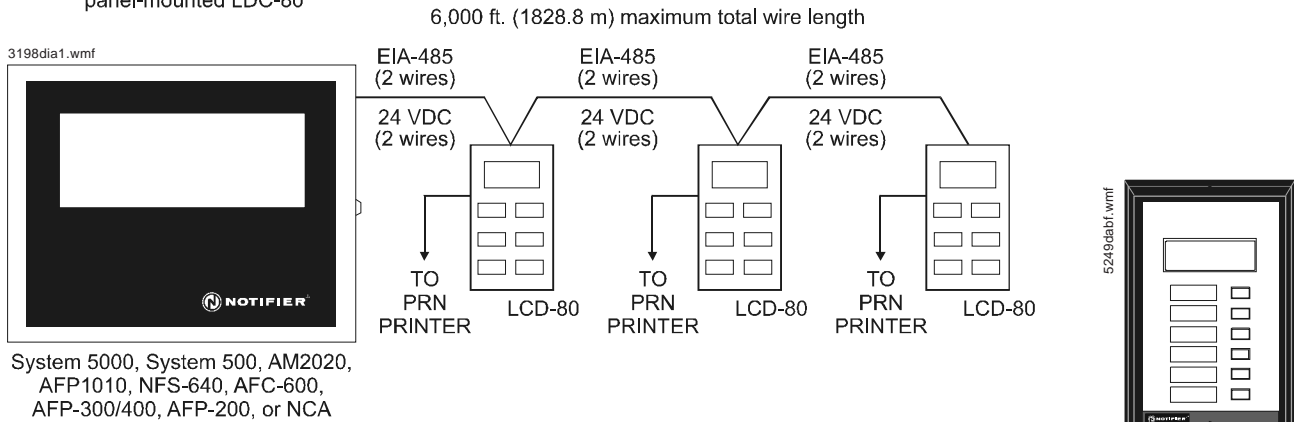 panel-mounted LDC-80
6,000 ft. (1828.8 m) maximum total wire length
3198dia1.wmf
EIA-485
(2 wires)
24 VDC
(2 wires)
EIA-485
(2 wires)
24 VDC
(2 wires)
EIA-485
(2 wires)
24 VDC
(2 wires)
TO
PRN
PRINTER
LCD-80
TO
PRN
PRINTER
LCD-80
TO
PRN
PRINTER
LCD-80
NOTIFIER
System 5000, System 500, AM2020,
AFP1010, NFS-640, AFC-600,
AFP-300/400, AFP-200, or NCA
5249dabf.wmf
NOTIFIER